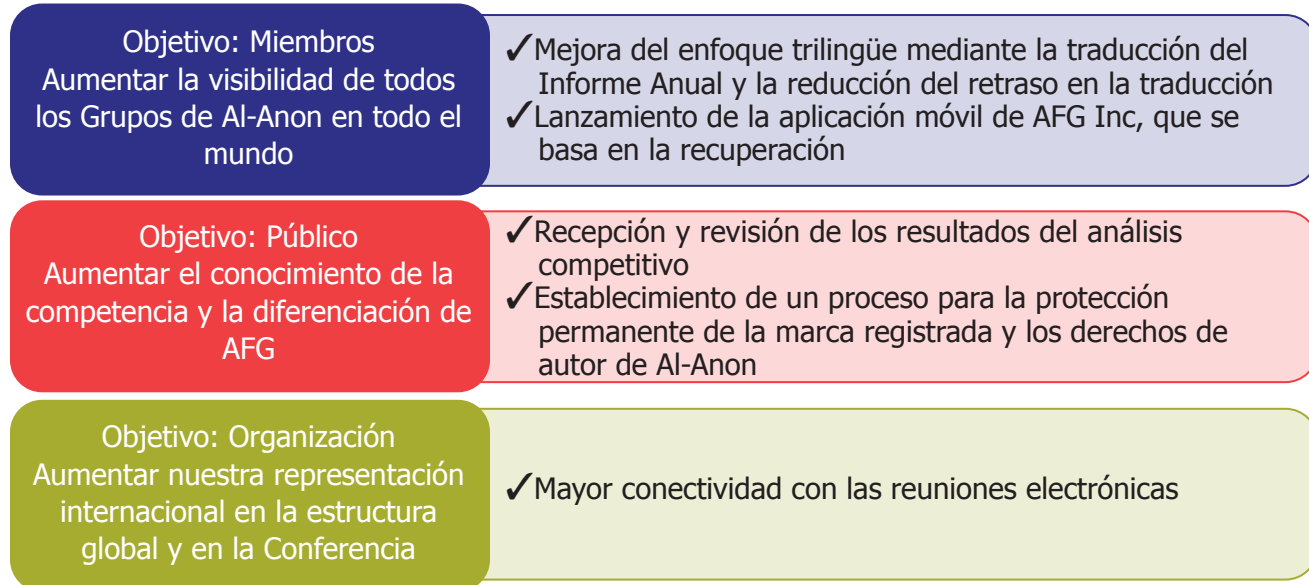 Objetivo: Miembros
Aumentar la visibilidad de todos
los Grupos de Al-Anon en todo el
mundo
✓Mejora del enfoque trilingüe mediante la traducción del
Informe Anual y la reducción del retraso en la traducción
✓Lanzamiento de la aplicación móvil de AFG Inc, que se
basa en la recuperación
Objetivo: Público
Aumentar el conocimiento de la
competencia y la diferenciación de
AFG
✓Recepción y revisión de los resultados del análisis
competitivo
✓Establecimiento de un proceso para la protección
permanente de la marca registrada y los derechos de
autor de Al-Anon
Objetivo: Organización
Aumentar nuestra representación
internacional en la estructura
global y en la Conferencia
✓Mayor conectividad con las reuniones electrónicas